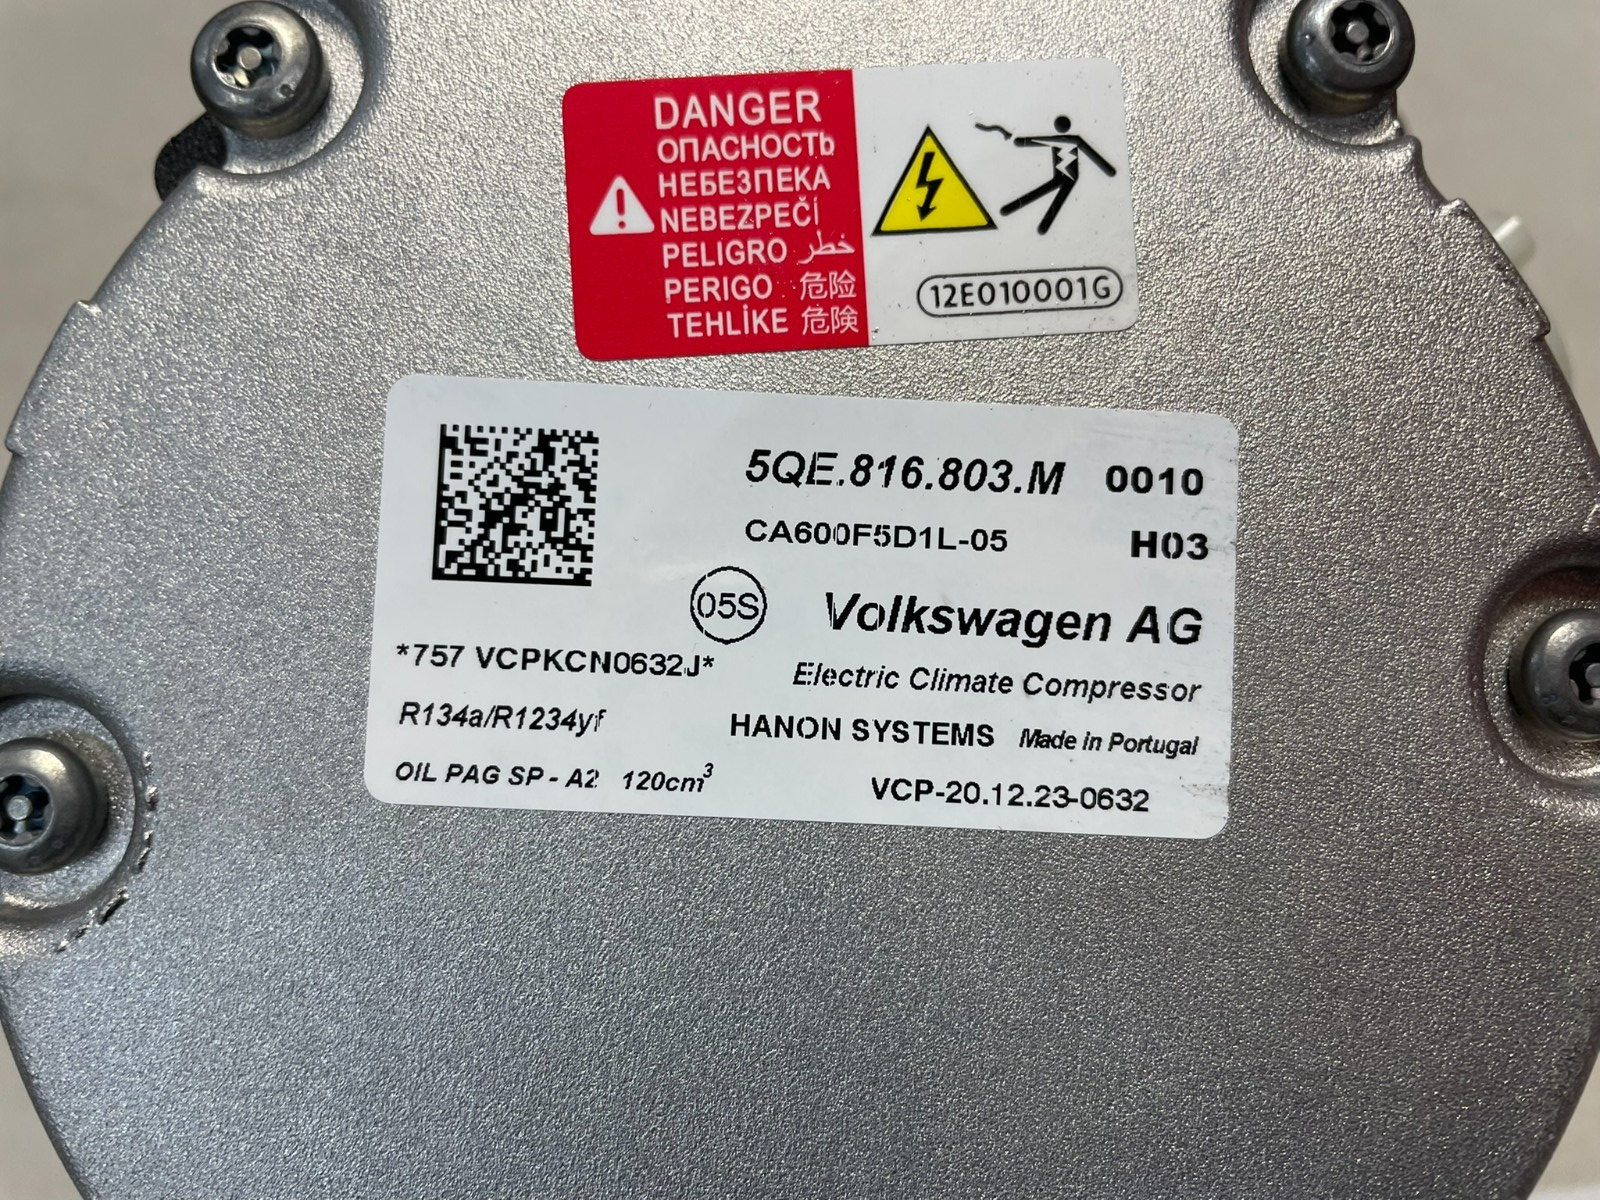 DANGER
ОПАСНОСТЬ
НЕБЕЗПЕКА
NEBEZPEČÍ
PELIGRO خطر
PERIGO 危险
TEHLİKE 危険
12E010001G
5QE.816.803.M 0010
CA600F5D1L-05 H03
05S Volkswagen AG
*757 VCPKCN0632J*
Electric Climate Compressor
R134a/R1234yf
HANON SYSTEMS Made in Portugal
OIL PAG SP - A2 120cm³
VCP-20.12.23-0632